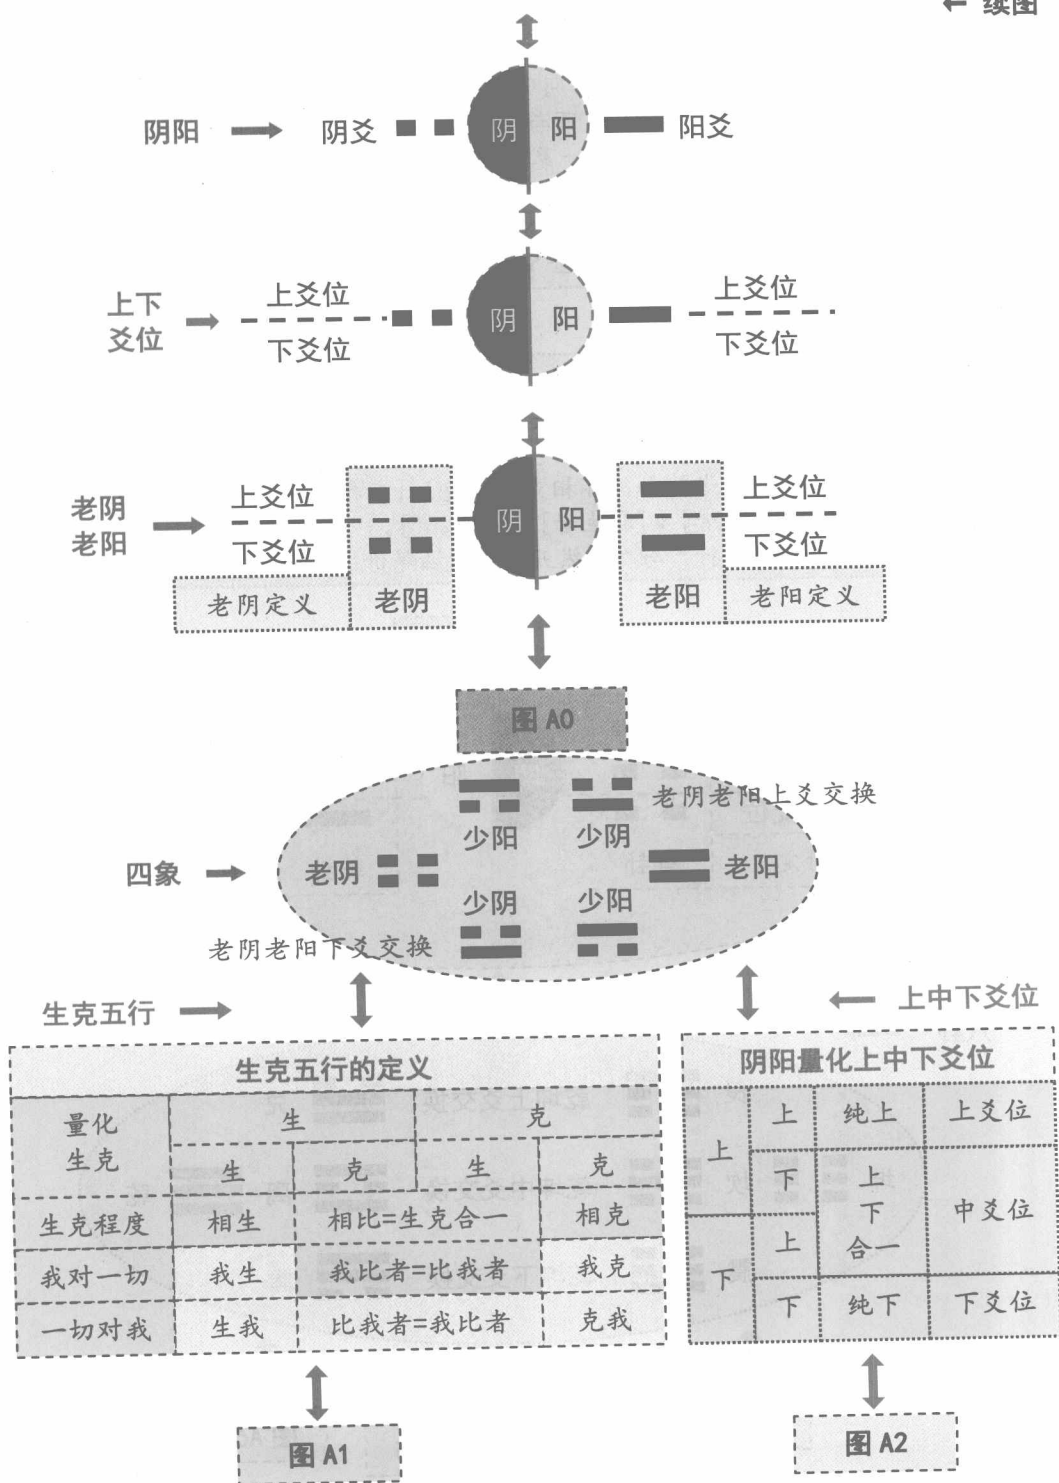 ← 续图
阴阳 → 阴爻 阴 阳 阳爻
上下
爻位
→ 上爻位 阴 阳 上爻位
下爻位 下爻位
老阴
老阳
→ 上爻位 阴 阳 上爻位
下爻位 下爻位
老阴定义 老阴 老阳 老阳定义
图 A0
老阴老阳上爻交换
少阳 少阴
四象 → 老阴 老阳
少阴 少阳
老阴老阳下爻交换
生克五行 → ← 上中下爻位
生克五行的定义
量化
生克
生 克
生 克 生 克
生克程度 相生 相比=生克合一 相克
我对一切 我生 我比者=比我者 我克
一切对我 生我 比我者=我比者 克我
图 A1
阴阳量化上中下爻位
上 上 纯上 上爻位
下 上
下
合一
中爻位
下 上
下 纯下 下爻位
图 A2